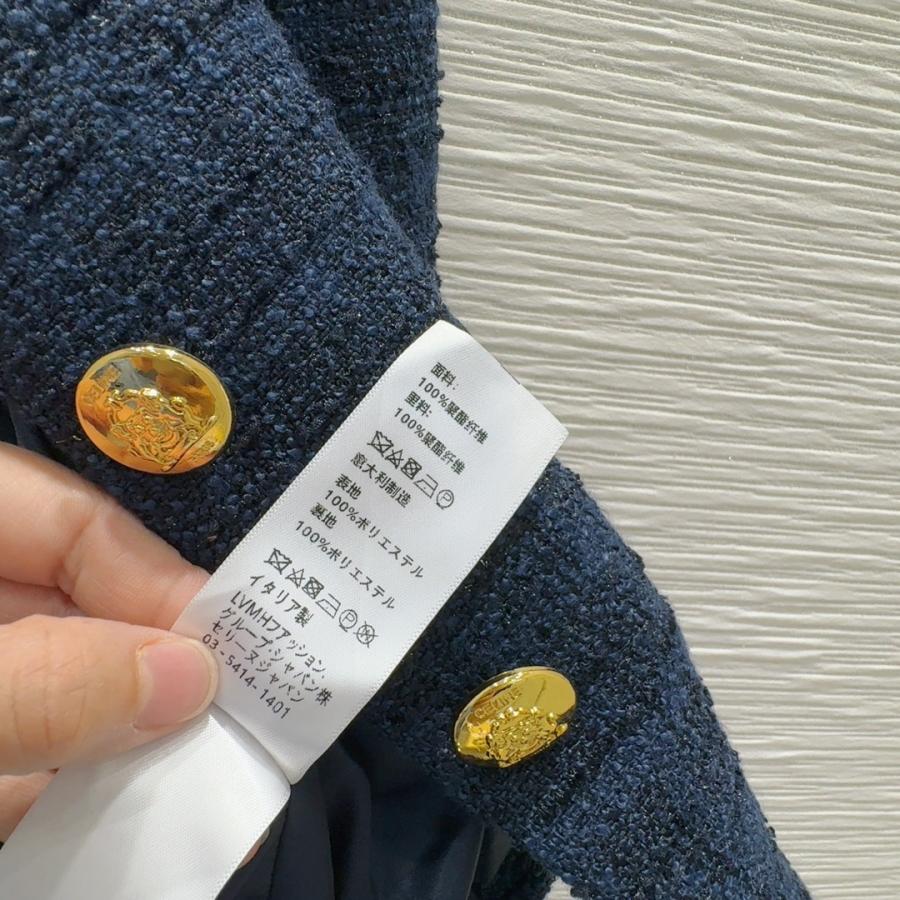 面料:
100%聚酯纤维
里料:
100%聚酯纤维
意大利制造
表地
100%ポリエステル
裏地
100%ポリエステル
イタリア製
LVMHファッション.
グループ・ジャパン株
セリーヌジャパン
03-5414-1401
CELINE